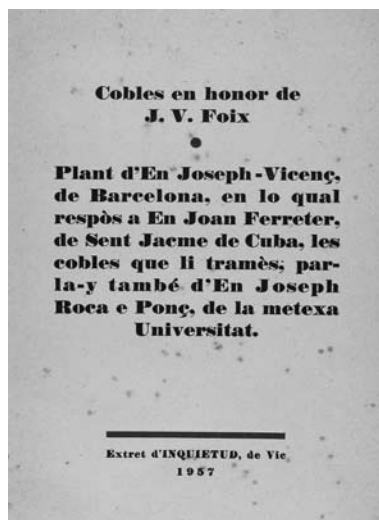 Cobles en honor de
J. V. Foix
●
Plant d'En Joseph-Vicenç,
de Barcelona, en lo qual
respòs a En Joan Ferreter,
de Sent Jacme de Cuba, les
cobles que li tramès; par-
la-y també d'En Joseph
Roca e Ponç, de la metexa
Universitat.
Extret d'INQUIETUD, de Vic
1957